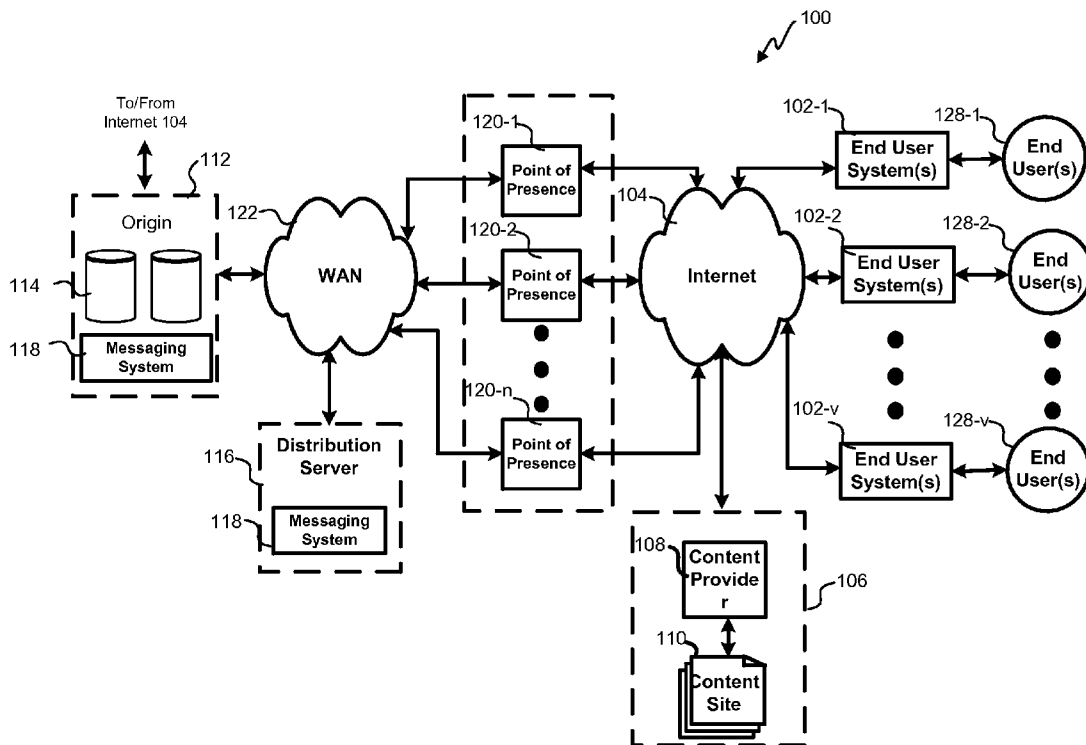 100
To/From
Internet 104
112
Origin
114
118
Messaging
System
122
WAN
116
Distribution
Server
118
Messaging
System
120-1
Point of
Presence
120-2
Point of
Presence
120-n
Point of
Presence
104
Internet
102-1
End User
System(s)
128-1
End
User(s)
102-2
End User
System(s)
128-2
End
User(s)
102-v
End User
System(s)
128-v
End
User(s)
108
Content
Provide
r
106
110
Content
Site